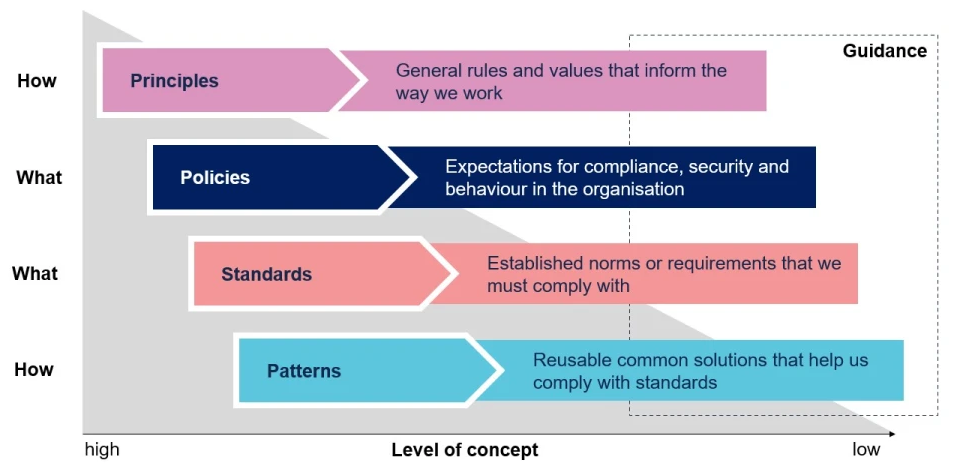 Guidance
How
Principles
General rules and values that inform the
way we work
What
Policies
Expectations for compliance, security and
behaviour in the organisation
What
Standards
Established norms or requirements that we
must comply with
How
Patterns
Reusable common solutions that help us
comply with standards
high
Level of concept
low